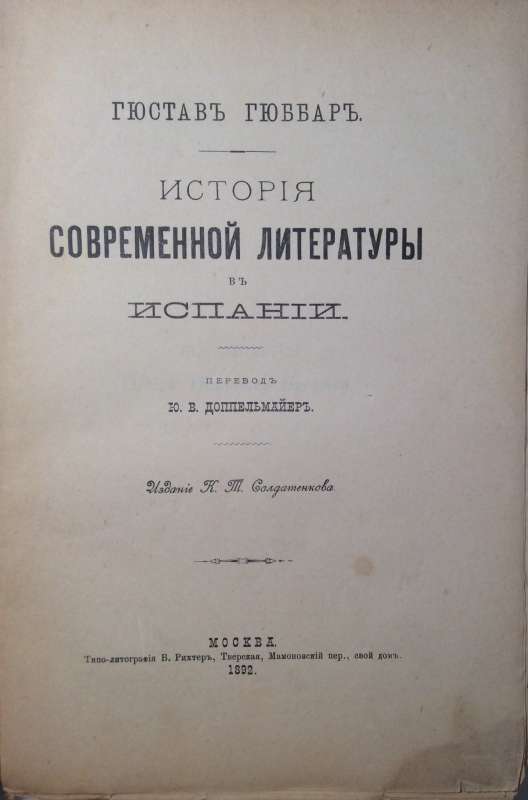 ГЮСТАВЪ ГЮББАРЪ.
ИСТОРІЯ
СОВРЕМЕННОЙ ЛИТЕРАТУРЫ
ВЪ
ИСПАНІИ.
ПЕРЕВОДЪ
Ю. В. ДОППЕЛЬМАЙЕРЪ.
Изданіе К. Т. Солдатенкова
МОСКВА.
Типо-литографія В. Рихтеръ, Тверская, Мамоновскій пер., свой домъ.
1892.